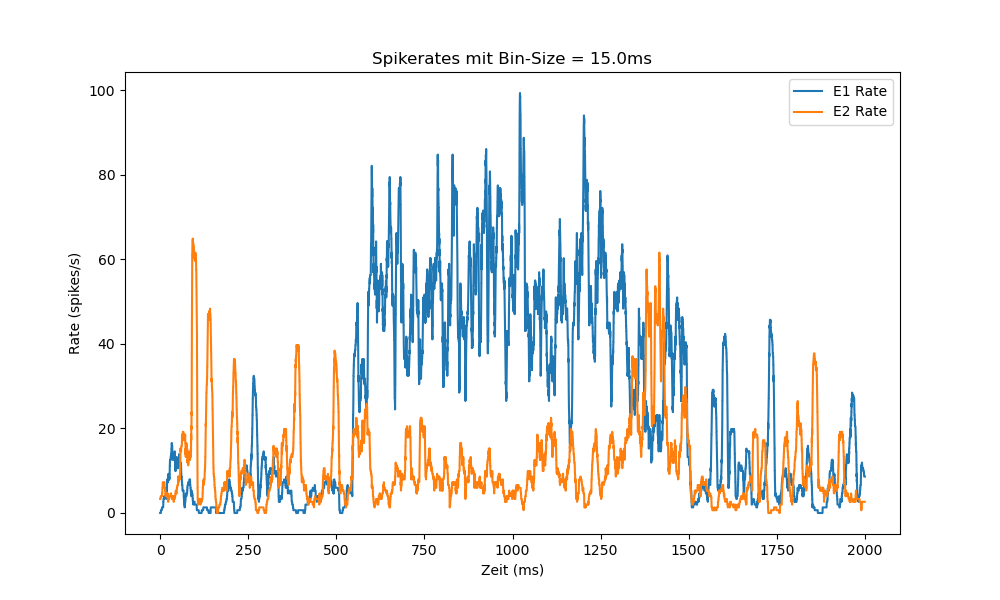 Spikerates mit Bin-Size = 15.0ms
E1 Rate
E2 Rate
100
80
60
40
20
0
Rate (spikes/s)
0 250 500 750 1000 1250 1500 1750 2000
Zeit (ms)